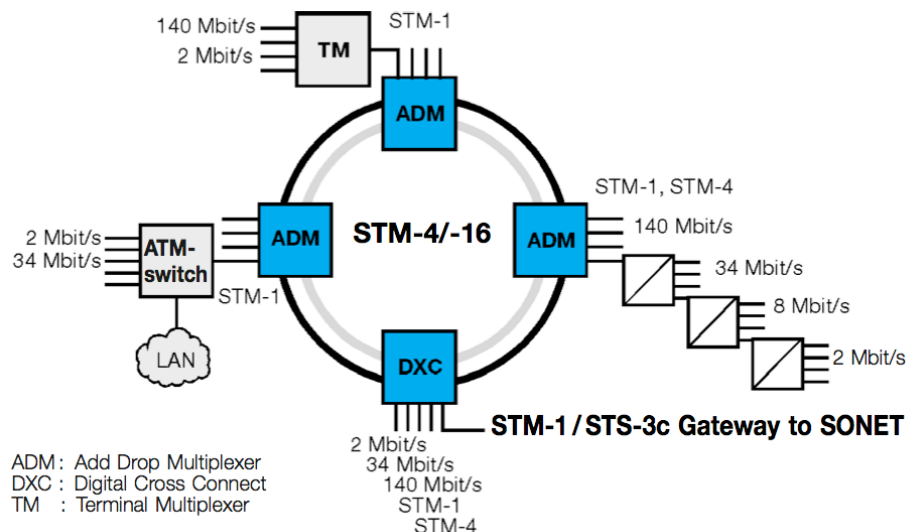 140 Mbit/s
2 Mbit/s
TM
STM-1
ADM
STM-1, STM-4
2 Mbit/s
34 Mbit/s
ATM-
switch
STM-1
LAN
ADM
STM-4/-16
ADM
140 Mbit/s
34 Mbit/s
8 Mbit/s
2 Mbit/s
DXC
STM-1/STS-3c Gateway to SONET
2 Mbit/s
34 Mbit/s
140 Mbit/s
STM-1
STM-4
ADM : Add Drop Multiplexer
DXC : Digital Cross Connect
TM : Terminal Multiplexer